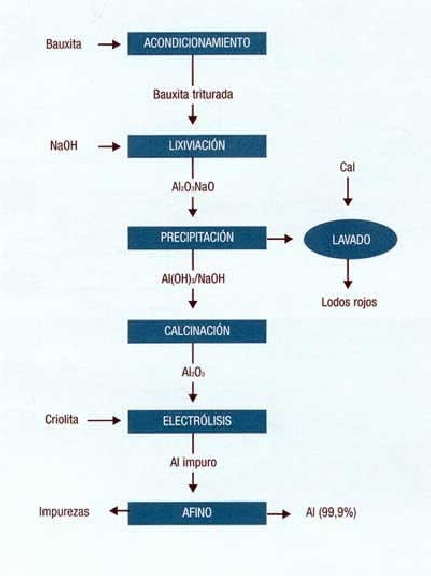 Bauxita
ACONDICIONAMIENTO
Bauxita triturada
NaOH
LIXIVIACIÓN
Cal
Al₂O₃NaO
PRECIPITACIÓN
LAVADO
Al(OH)₃/NaOH
Lodos rojos
CALCINACIÓN
Al₂O₃
Criolita
ELECTRÓLISIS
Al impuro
Impurezas
AFINO
Al (99,9%)